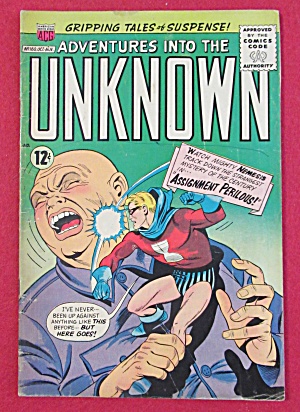 GRIPPING TALES of SUSPENSE!
ACG
APPROVED
BY THE
COMICS
CODE
AUTHORITY
ADVENTURES INTO THE
UNKNOWN
12¢
WATCH MIGHTY NEMESIS
TRACK DOWN THE STRANGEST
MYSTERY OF THE CENTURY
IN--
"ASSIGNMENT PERILOUS!"
I'VE NEVER--
BEEN UP AGAINST
ANYTHING LIKE THIS
BEFORE-- BUT
HERE GOES!